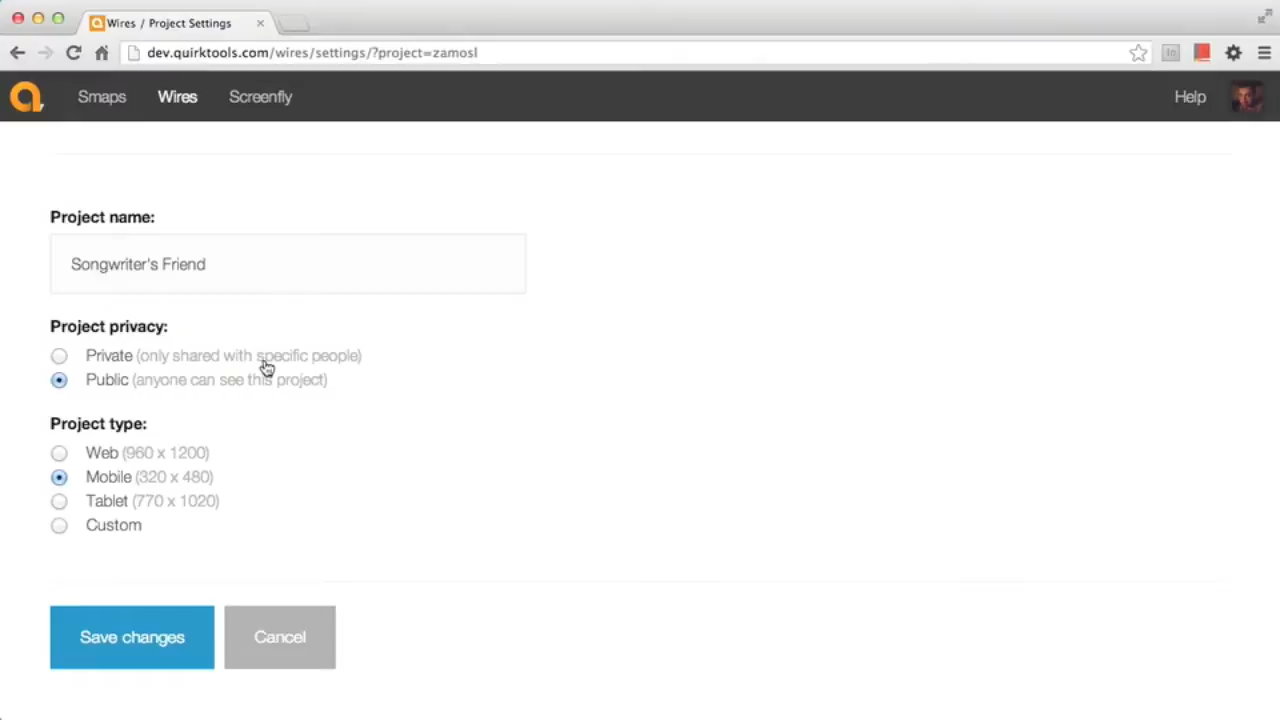 Wires / Project Settings
dev.quirktools.com/wires/settings/?project=zamosl
Smaps Wires Screenfly Help
Project name:
Songwriter's Friend
Project privacy:
Private (only shared with specific people)
Public (anyone can see this project)
Project type:
Web (960 x 1200)
Mobile (320 x 480)
Tablet (770 x 1020)
Custom
Save changes Cancel